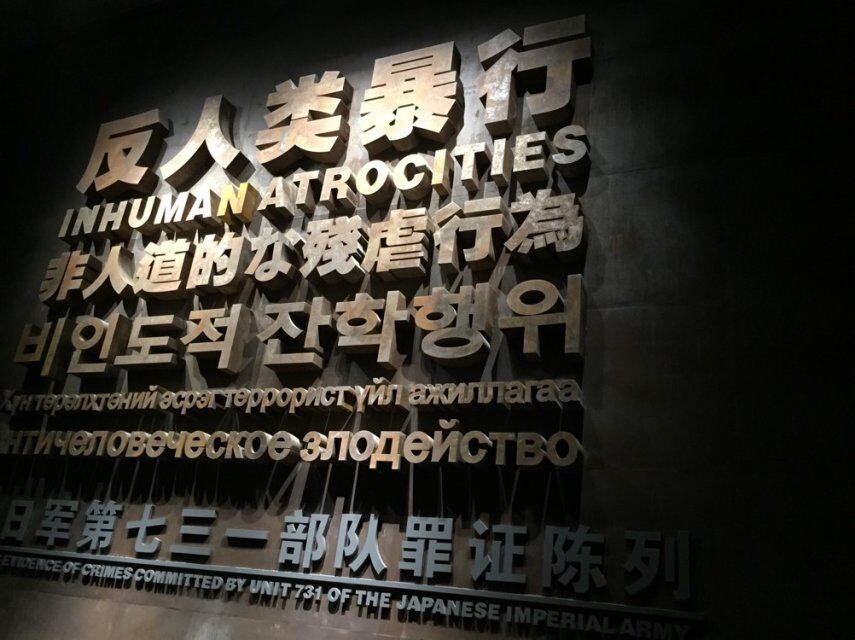 反人类暴行
INHUMAN ATROCITIES
非人道的な残虐行為
비인도적 잔학행위
Хүн төрөлхтөний эсрэг террорист үйл ажиллагаа
нтичеловеческое злодейство
日军第七三一部队罪证陈列
EVIDENCE OF CRIMES COMMITTED BY UNIT 731 OF THE JAPANESE IMPERIAL ARMY